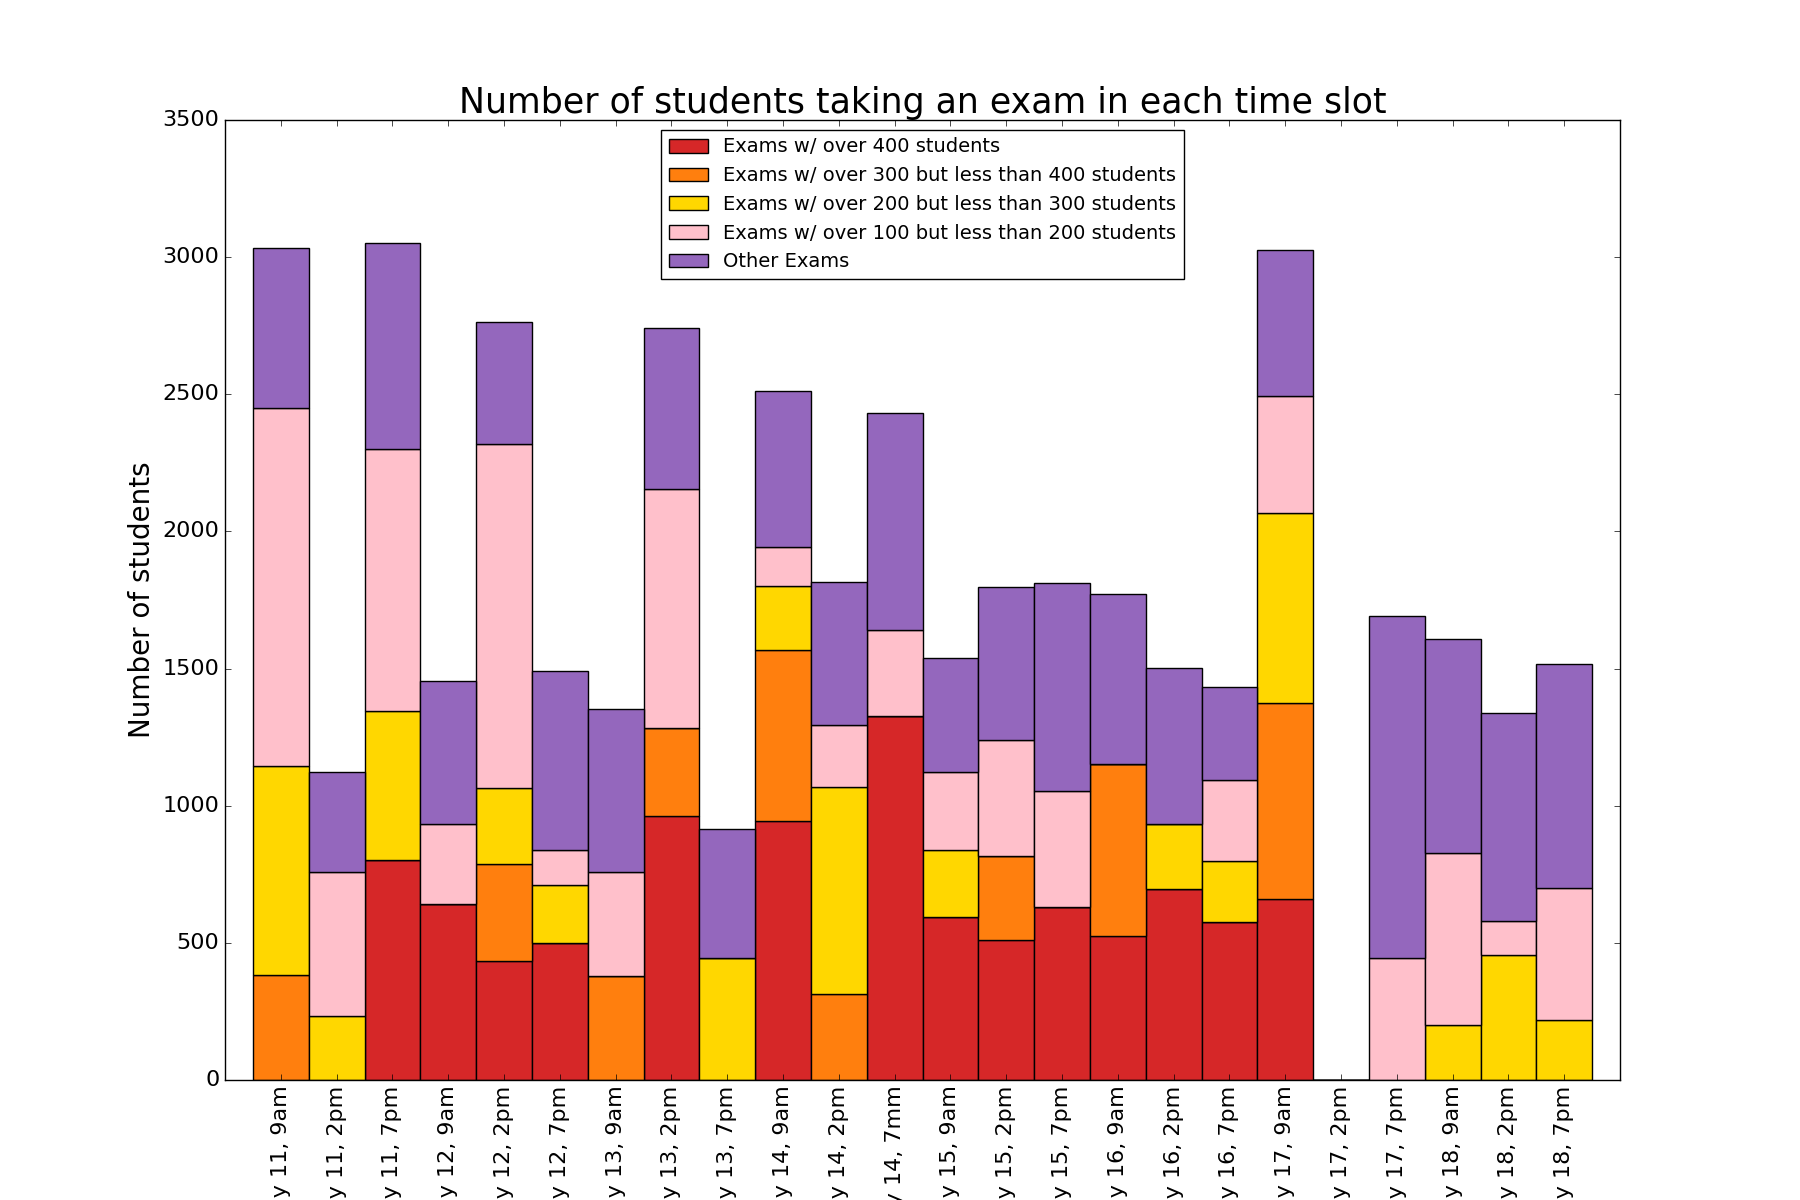 Number of students taking an exam in each time slot
Exams w/ over 400 students
Exams w/ over 300 but less than 400 students
Exams w/ over 200 but less than 300 students
Exams w/ over 100 but less than 200 students
Other Exams
Number of students
3500
3000
2500
2000
1500
1000
500
0
y 11, 9am
y 11, 2pm
y 11, 7pm
y 12, 9am
y 12, 2pm
y 12, 7pm
y 13, 9am
y 13, 2pm
y 13, 7pm
y 14, 9am
y 14, 2pm
y 14, 7mm
y 15, 9am
y 15, 2pm
y 15, 7pm
y 16, 9am
y 16, 2pm
y 16, 7pm
y 17, 9am
y 17, 2pm
y 17, 7pm
y 18, 9am
y 18, 2pm
y 18, 7pm